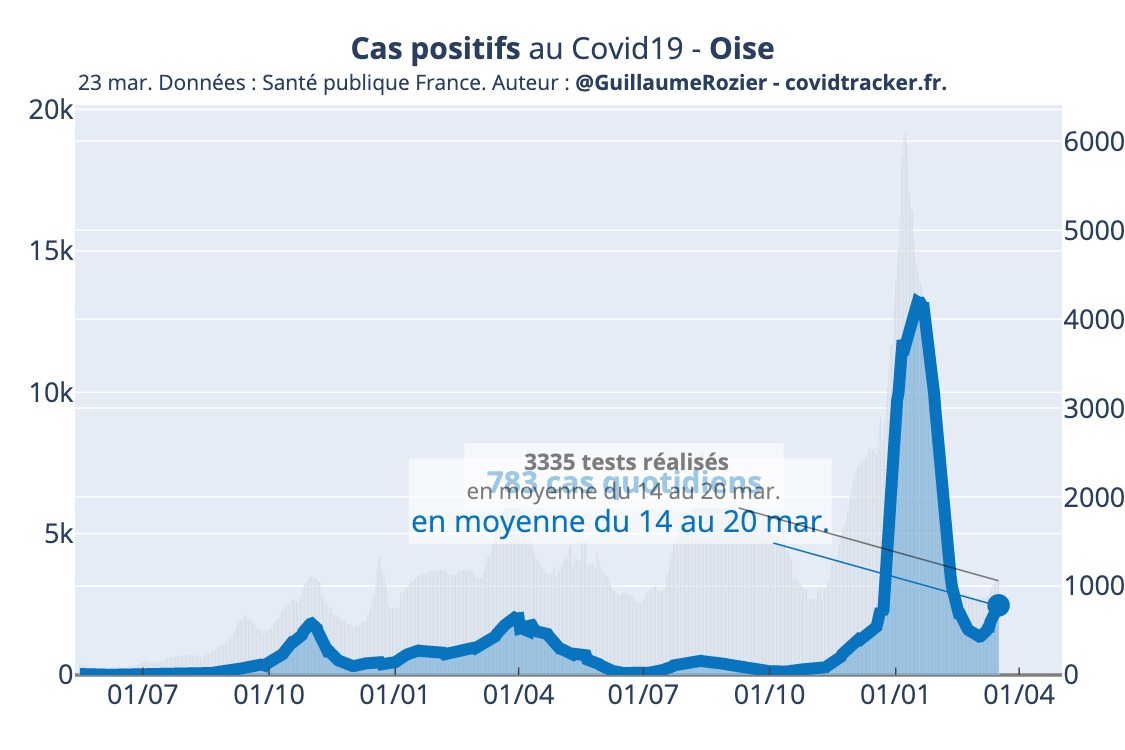 Cas positifs au Covid19 - Oise
23 mar. Données : Santé publique France. Auteur : @GuillaumeRozier - covidtracker.fr.
20k
15k
10k
5k
0
6000
5000
4000
3000
2000
1000
0
3335 tests réalisés
783 cas quotidiens
en moyenne du 14 au 20 mar.
en moyenne du 14 au 20 mar.
01/07
01/10
01/01
01/04
01/07
01/10
01/01
01/04